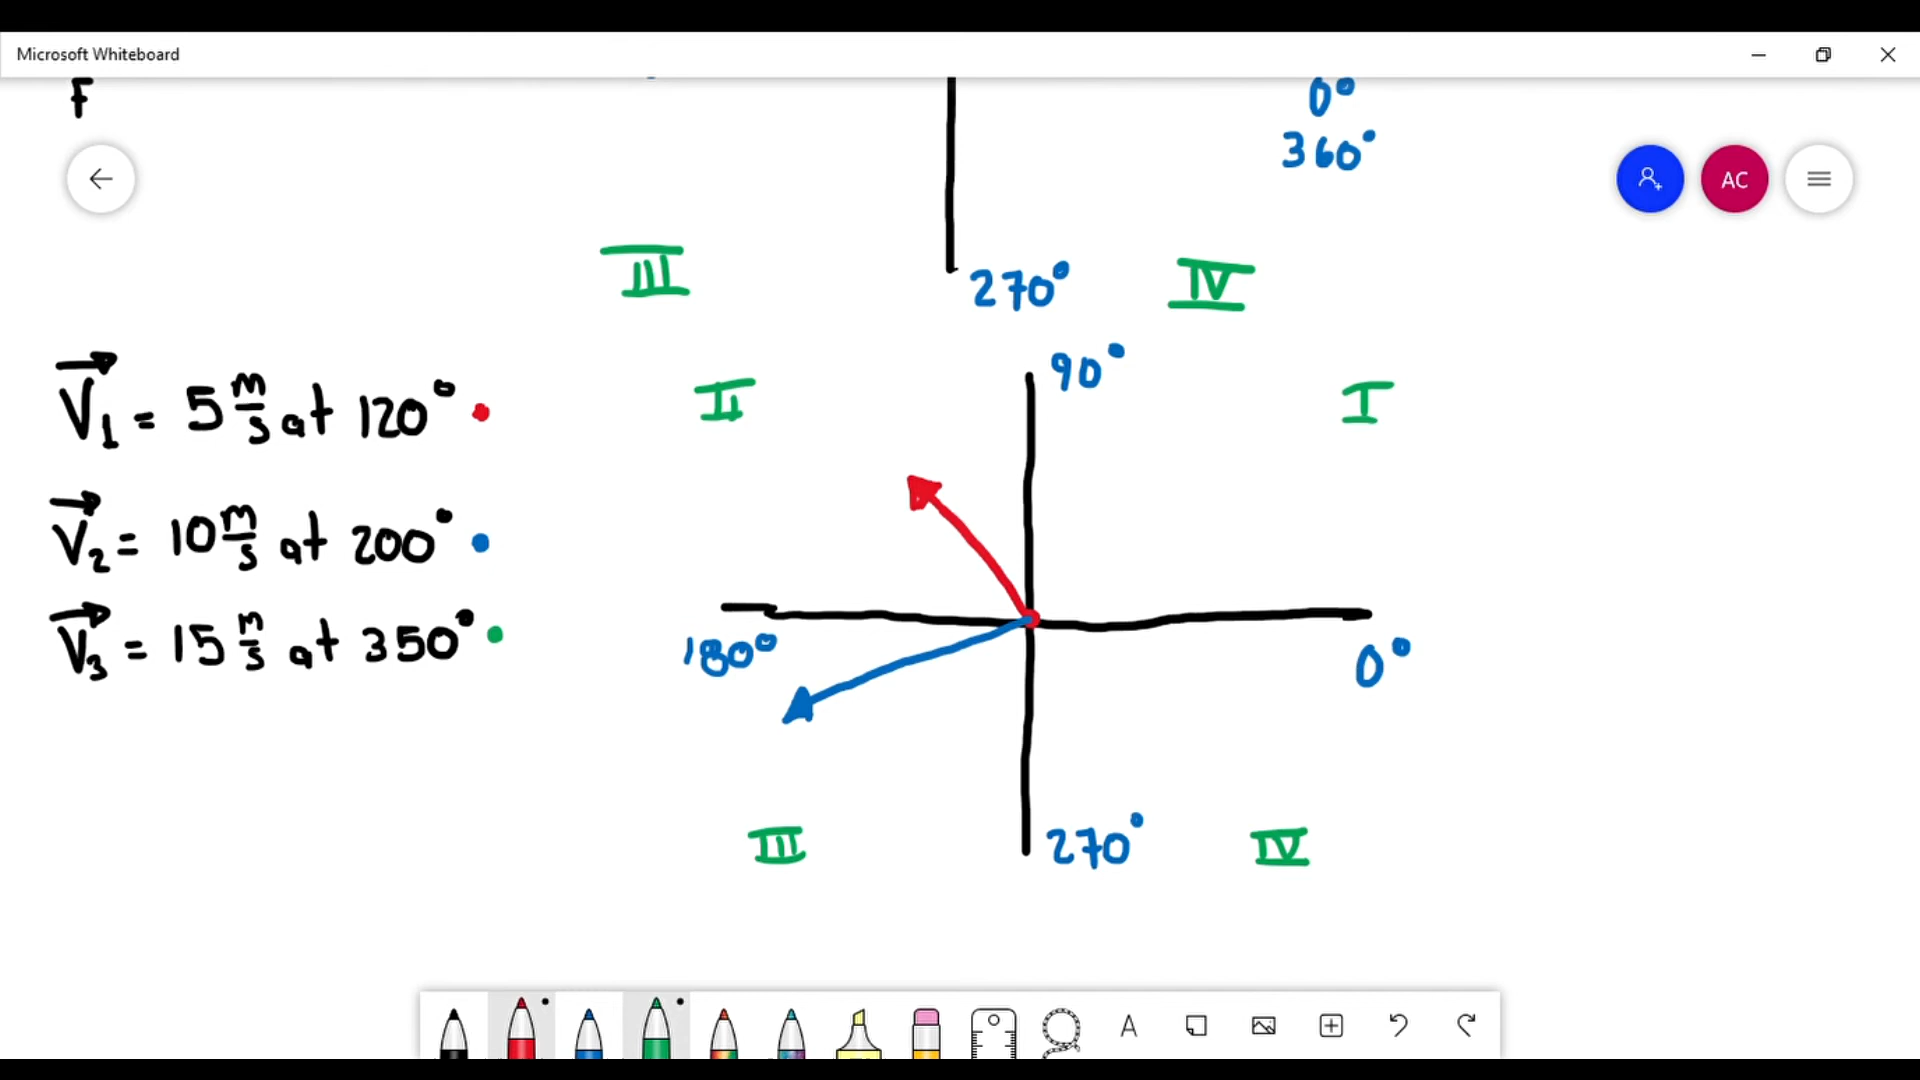 Microsoft Whiteboard
F
0°
360°
AC
III
270°
IV
V₁ = 5 m/s at 120°
II
90°
I
V₂ = 10 m/s at 200°
V₃ = 15 m/s at 350°
180°
0°
III
270°
IV
A